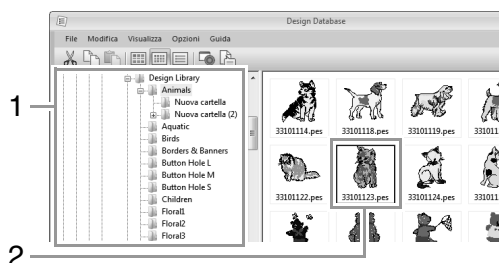 Design Database
File Modifica Visualizza Opzioni Guida
1
Design Library
Animals
Nuova cartella
Nuova cartella (2)
Aquatic
Birds
Borders & Banners
Button Hole L
Button Hole M
Button Hole S
Children
Floral1
Floral2
Floral3
33101114.pes 33101118.pes 33101119.pes
33101122.pes 33101123.pes 33101124.pes
2